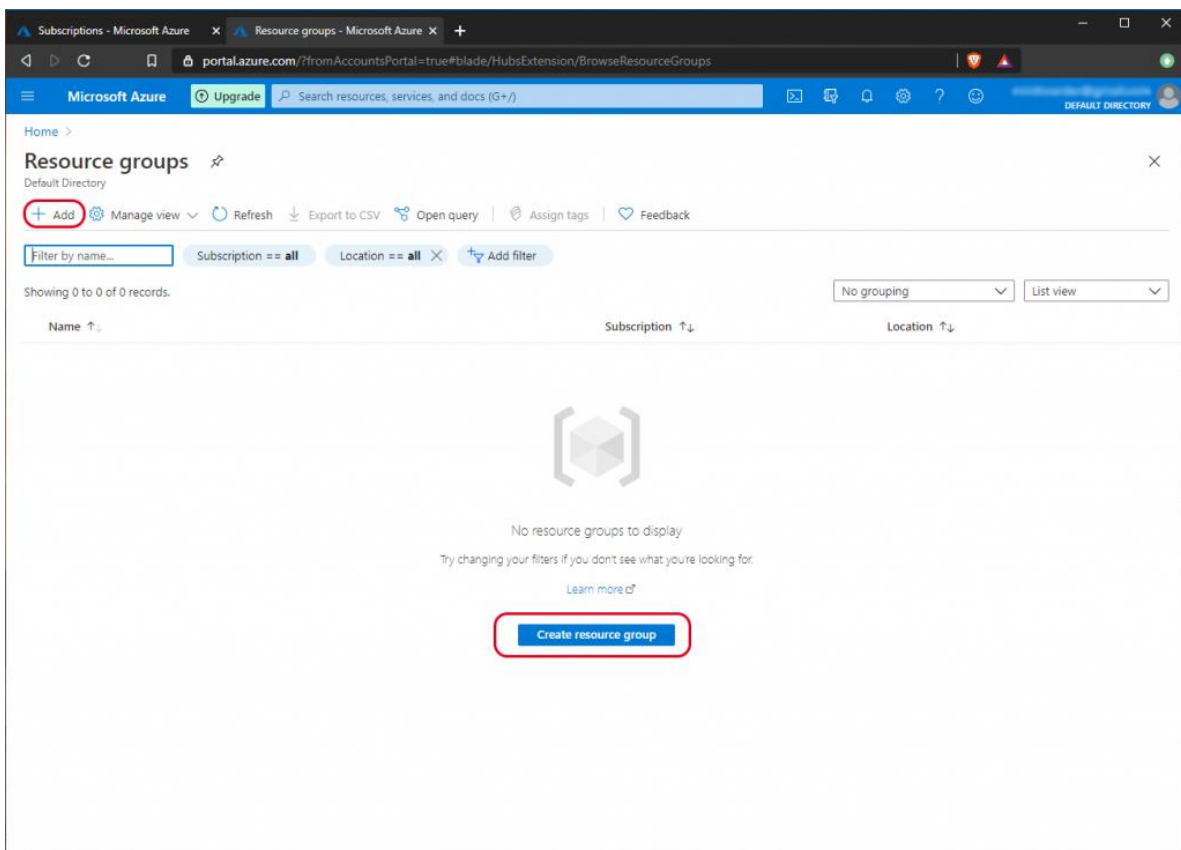 Subscriptions - Microsoft Azure Resource groups - Microsoft Azure
portal.azure.com/?fromAccountsPortal=true#blade/HubsExtension/BrowseResourceGroups
Microsoft Azure Upgrade Search resources, services, and docs (G+/)
DEFAULT DIRECTORY
Home >
Resource groups
Default Directory
+ Add Manage view Refresh Export to CSV Open query Assign tags Feedback
Filter by name... Subscription == all Location == all Add filter
Showing 0 to 0 of 0 records. No grouping List view
Name Subscription Location
No resource groups to display
Try changing your filters if you don't see what you're looking for.
Learn more
Create resource group